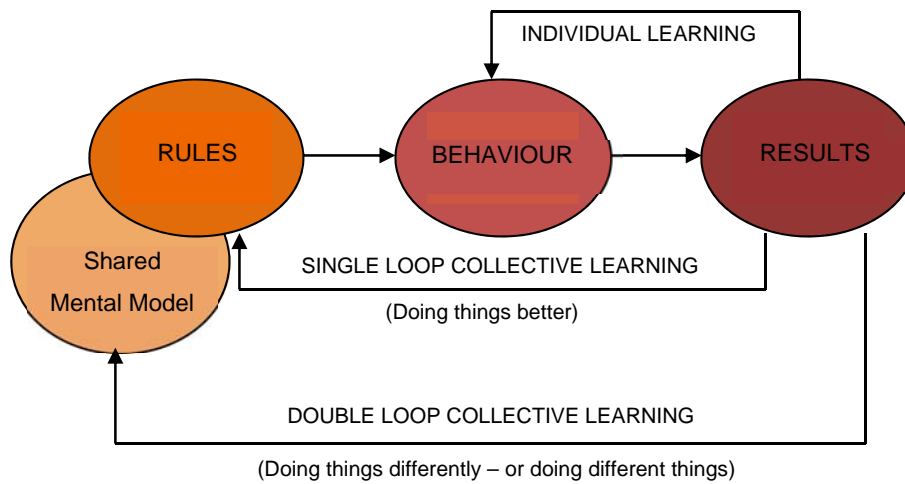 INDIVIDUAL LEARNING
RULES
BEHAVIOUR
RESULTS
Shared
Mental Model
SINGLE LOOP COLLECTIVE LEARNING
(Doing things better)
DOUBLE LOOP COLLECTIVE LEARNING
(Doing things differently – or doing different things)